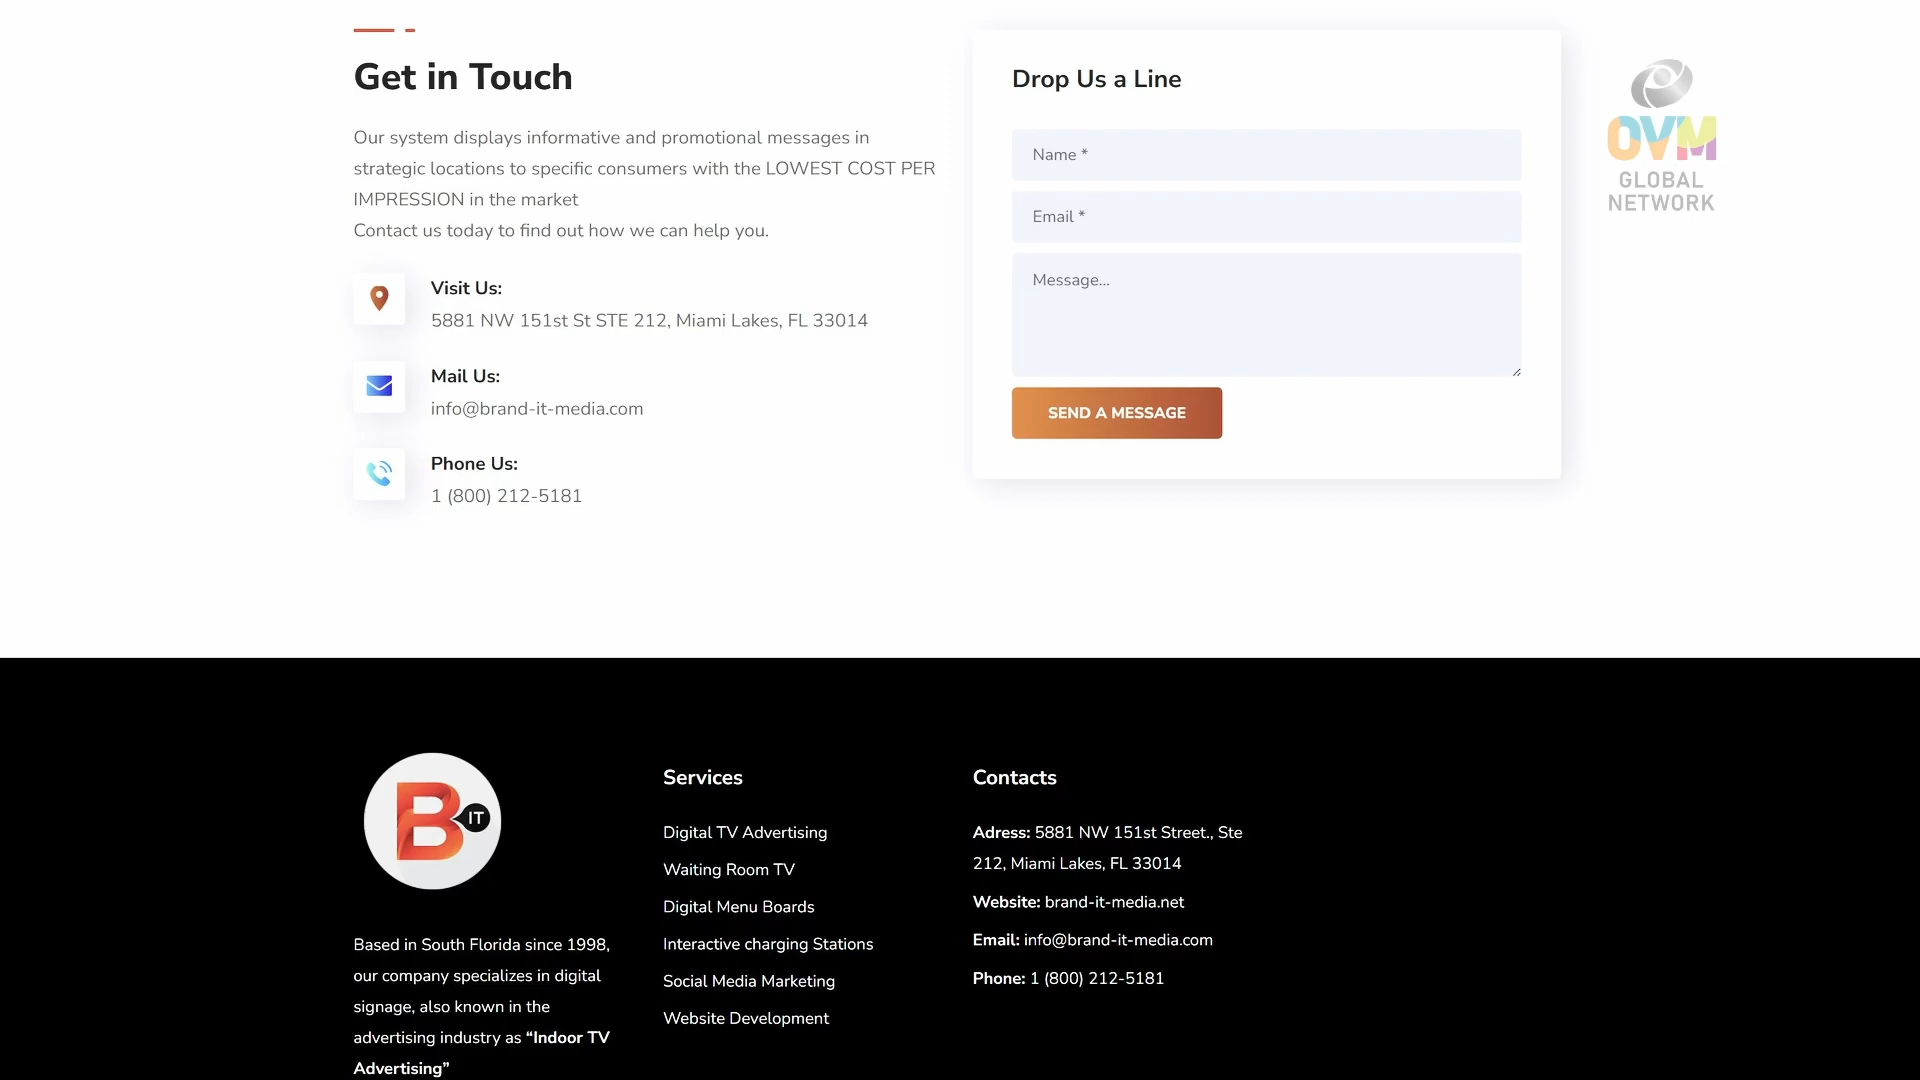 Get in Touch
Our system displays informative and promotional messages in
strategic locations to specific consumers with the LOWEST COST PER
IMPRESSION in the market
Contact us today to find out how we can help you.
Visit Us:
5881 NW 151st St STE 212, Miami Lakes, FL 33014
Mail Us:
info@brand-it-media.com
Phone Us:
1 (800) 212-5181
Drop Us a Line
Name *
Email *
Message...
SEND A MESSAGE
OVM
GLOBAL
NETWORK
B IT
Based in South Florida since 1998,
our company specializes in digital
signage, also known in the
advertising industry as “Indoor TV
Advertising”
Services
Digital TV Advertising
Waiting Room TV
Digital Menu Boards
Interactive charging Stations
Social Media Marketing
Website Development
Contacts
Adress: 5881 NW 151st Street., Ste
212, Miami Lakes, FL 33014
Website: brand-it-media.net
Email: info@brand-it-media.com
Phone: 1 (800) 212-5181